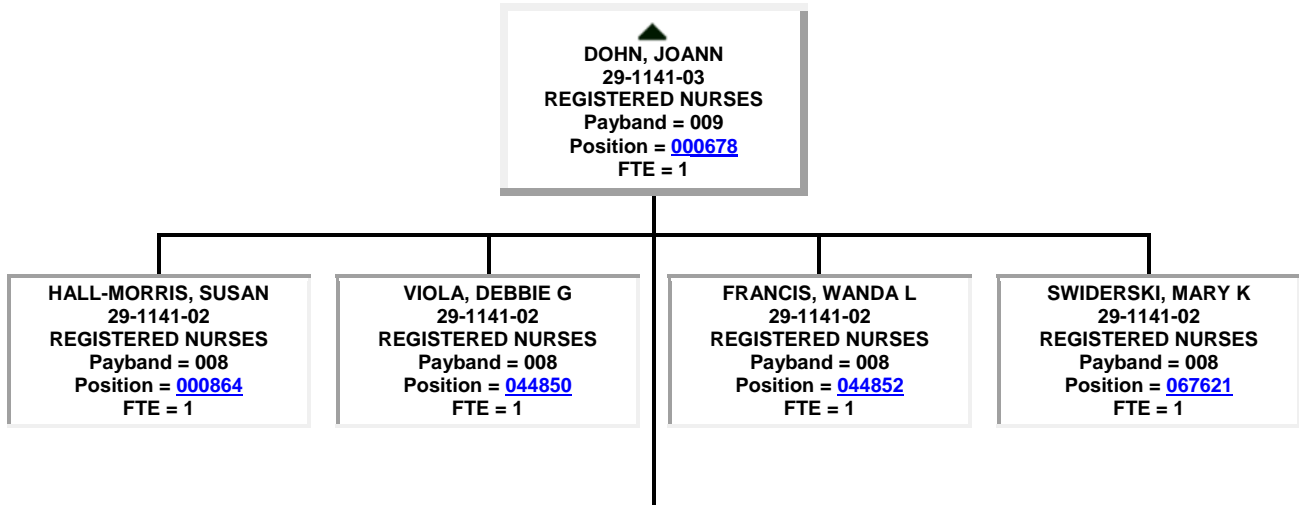 DOHN, JOANN
29-1141-03
REGISTERED NURSES
Payband = 009
Position = 000678
FTE = 1
HALL-MORRIS, SUSAN
29-1141-02
REGISTERED NURSES
Payband = 008
Position = 000864
FTE = 1
VIOLA, DEBBIE G
29-1141-02
REGISTERED NURSES
Payband = 008
Position = 044850
FTE = 1
FRANCIS, WANDA L
29-1141-02
REGISTERED NURSES
Payband = 008
Position = 044852
FTE = 1
SWIDERSKI, MARY K
29-1141-02
REGISTERED NURSES
Payband = 008
Position = 067621
FTE = 1